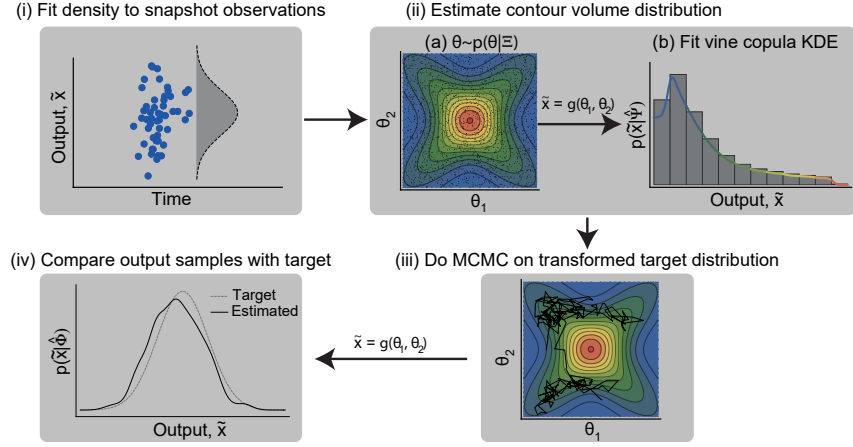 (i) Fit density to snapshot observations
Output, x̃
Time
(ii) Estimate contour volume distribution
(a) θ~p(θ|Ξ)
θ₂
θ₁
x̃ = g(θ₁, θ₂)
(b) Fit vine copula KDE
p(x̃|Ψ̂)
Output, x̃
(iv) Compare output samples with target
Target
Estimated
p(x̃|Φ̂)
Output, x̃
x̃ = g(θ₁, θ₂)
(iii) Do MCMC on transformed target distribution
θ₂
θ₁